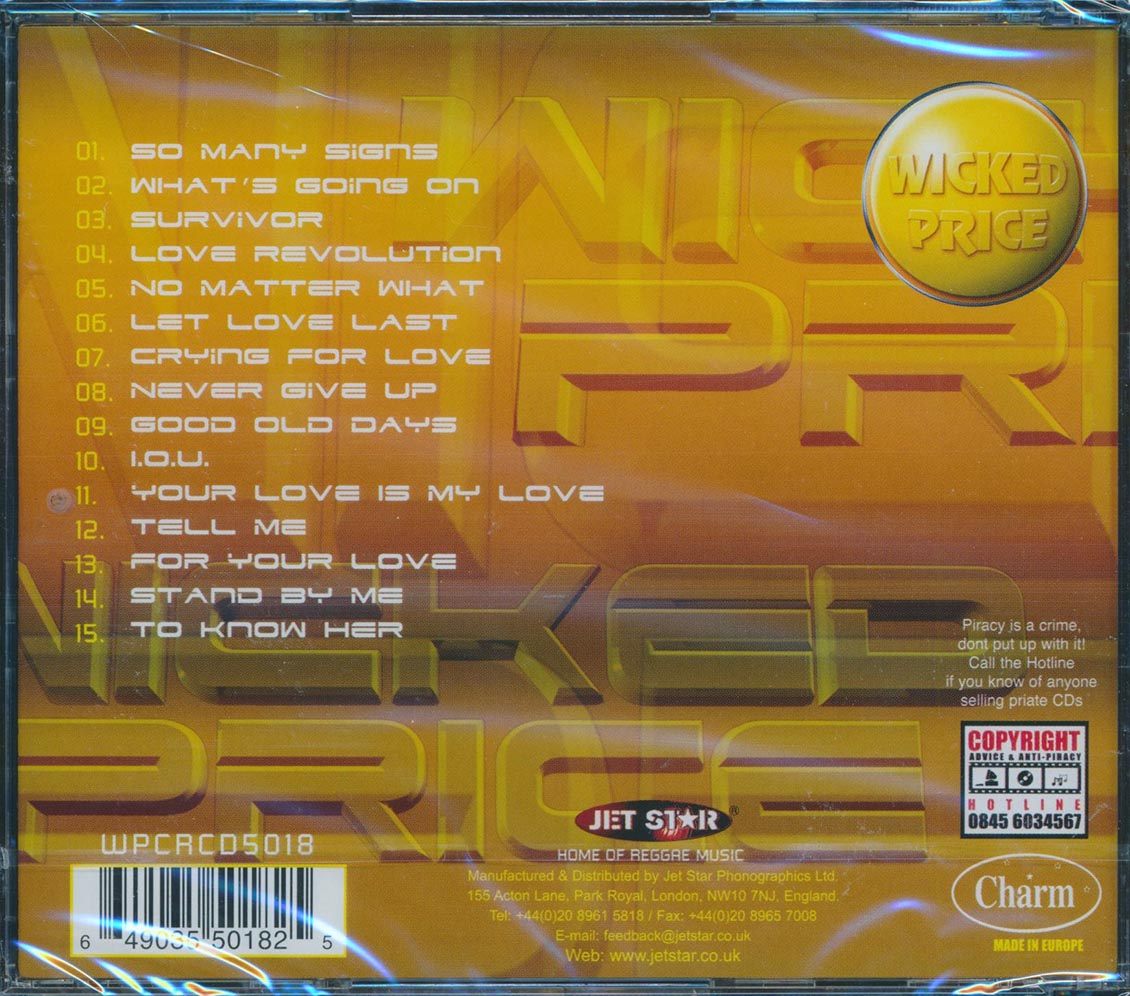 WICKED
PRICE
01. SO MANY SiGNS
02. WHAT'S GOiNG ON
03. SURViVOR
04. LOVE REVOLUTiON
05. NO MATTER WHAT
06. LET LOVE LAST
07. CRYiNG FOR LOVE
08. NEVER GiVE UP
09. GOOD OLD DAYS
10. I.O.U.
11. YOUR LOVE IS MY LOVE
12. TELL ME
13. FOR YOUR LOVE
14. STAND BY ME
15. TO KNOW HER
WICKED
PRICE
Piracy is a crime,
dont put up with it!
Call the Hotline
if you know of anyone
selling priate CDs
COPYRIGHT
ADVICE & ANTI-PIRACY
HOTLINE
0845 6034567
WPCRCD5018
6 49035 50182 5
JET STAR®
HOME OF REGGAE MUSIC
Manufactured & Distributed by Jet Star Phonographics Ltd.
155 Acton Lane, Park Royal, London, NW10 7NJ, England.
Tel: +44(0)20 8961 5818 / Fax: +44(0)20 8965 7008
E-mail: feedback@jetstar.co.uk
Web: www.jetstar.co.uk
Charm
MADE IN EUROPE